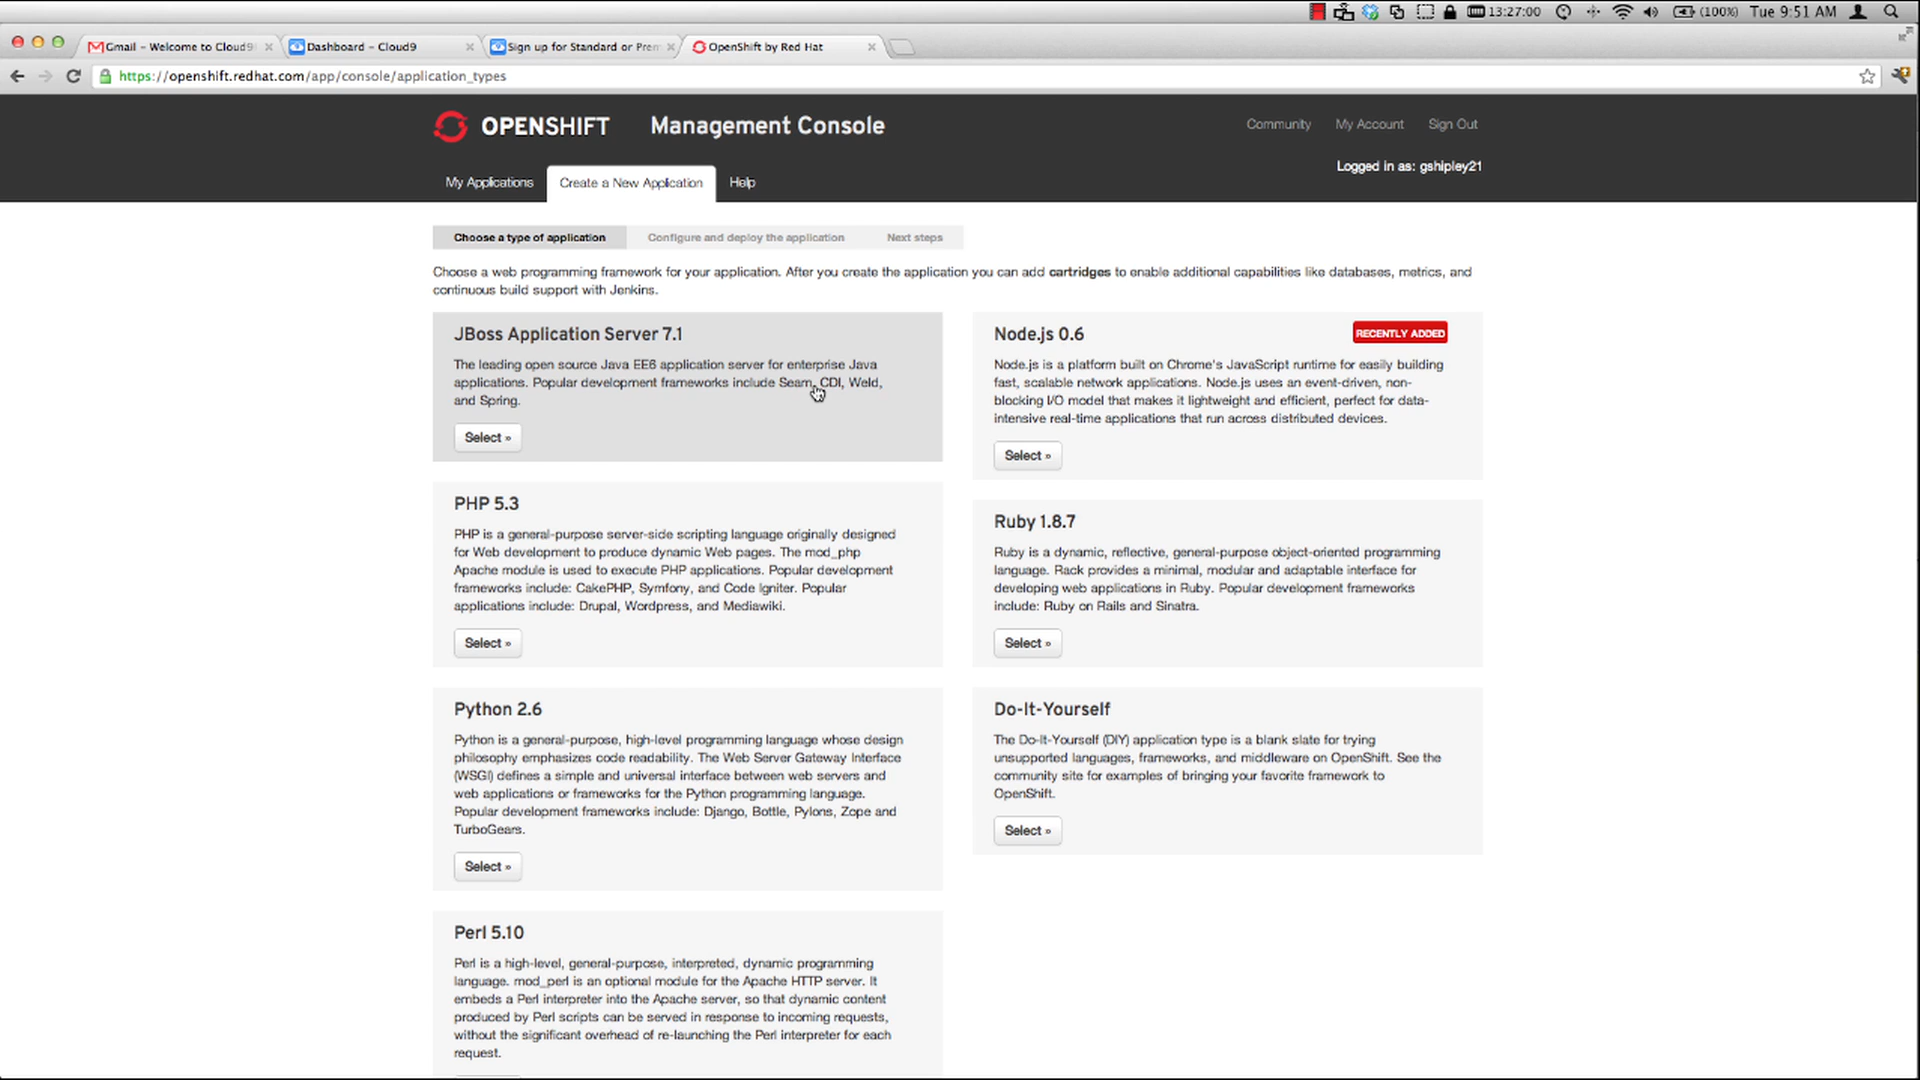 13:27:00 (100%) Tue 9:51 AM
Gmail – Welcome to Cloud9
Dashboard – Cloud9
Sign up for Standard or Prem
OpenShift by Red Hat
https://openshift.redhat.com/app/console/application_types
OPENSHIFT Management Console
Community My Account Sign Out
Logged in as: gshipley21
My Applications Create a New Application Help
Choose a type of application Configure and deploy the application Next steps
Choose a web programming framework for your application. After you create the application you can add cartridges to enable additional capabilities like databases, metrics, and
continuous build support with Jenkins.
JBoss Application Server 7.1
The leading open source Java EE6 application server for enterprise Java
applications. Popular development frameworks include Seam, CDI, Weld,
and Spring.
Select »
Node.js 0.6
RECENTLY ADDED
Node.js is a platform built on Chrome's JavaScript runtime for easily building
fast, scalable network applications. Node.js uses an event-driven, non-
blocking I/O model that makes it lightweight and efficient, perfect for data-
intensive real-time applications that run across distributed devices.
Select »
PHP 5.3
PHP is a general-purpose server-side scripting language originally designed
for Web development to produce dynamic Web pages. The mod_php
Apache module is used to execute PHP applications. Popular development
frameworks include: CakePHP, Symfony, and Code Igniter. Popular
applications include: Drupal, Wordpress, and Mediawiki.
Select »
Ruby 1.8.7
Ruby is a dynamic, reflective, general-purpose object-oriented programming
language. Rack provides a minimal, modular and adaptable interface for
developing web applications in Ruby. Popular development frameworks
include: Ruby on Rails and Sinatra.
Select »
Python 2.6
Python is a general-purpose, high-level programming language whose design
philosophy emphasizes code readability. The Web Server Gateway Interface
(WSGI) defines a simple and universal interface between web servers and
web applications or frameworks for the Python programming language.
Popular development frameworks include: Django, Bottle, Pylons, Zope and
TurboGears.
Select »
Do-It-Yourself
The Do-It-Yourself (DIY) application type is a blank slate for trying
unsupported languages, frameworks, and middleware on OpenShift. See the
community site for examples of bringing your favorite framework to
OpenShift.
Select »
Perl 5.10
Perl is a high-level, general-purpose, interpreted, dynamic programming
language. mod_perl is an optional module for the Apache HTTP server. It
embeds a Perl interpreter into the Apache server, so that dynamic content
produced by Perl scripts can be served in response to incoming requests,
without the significant overhead of re-launching the Perl interpreter for each
request.